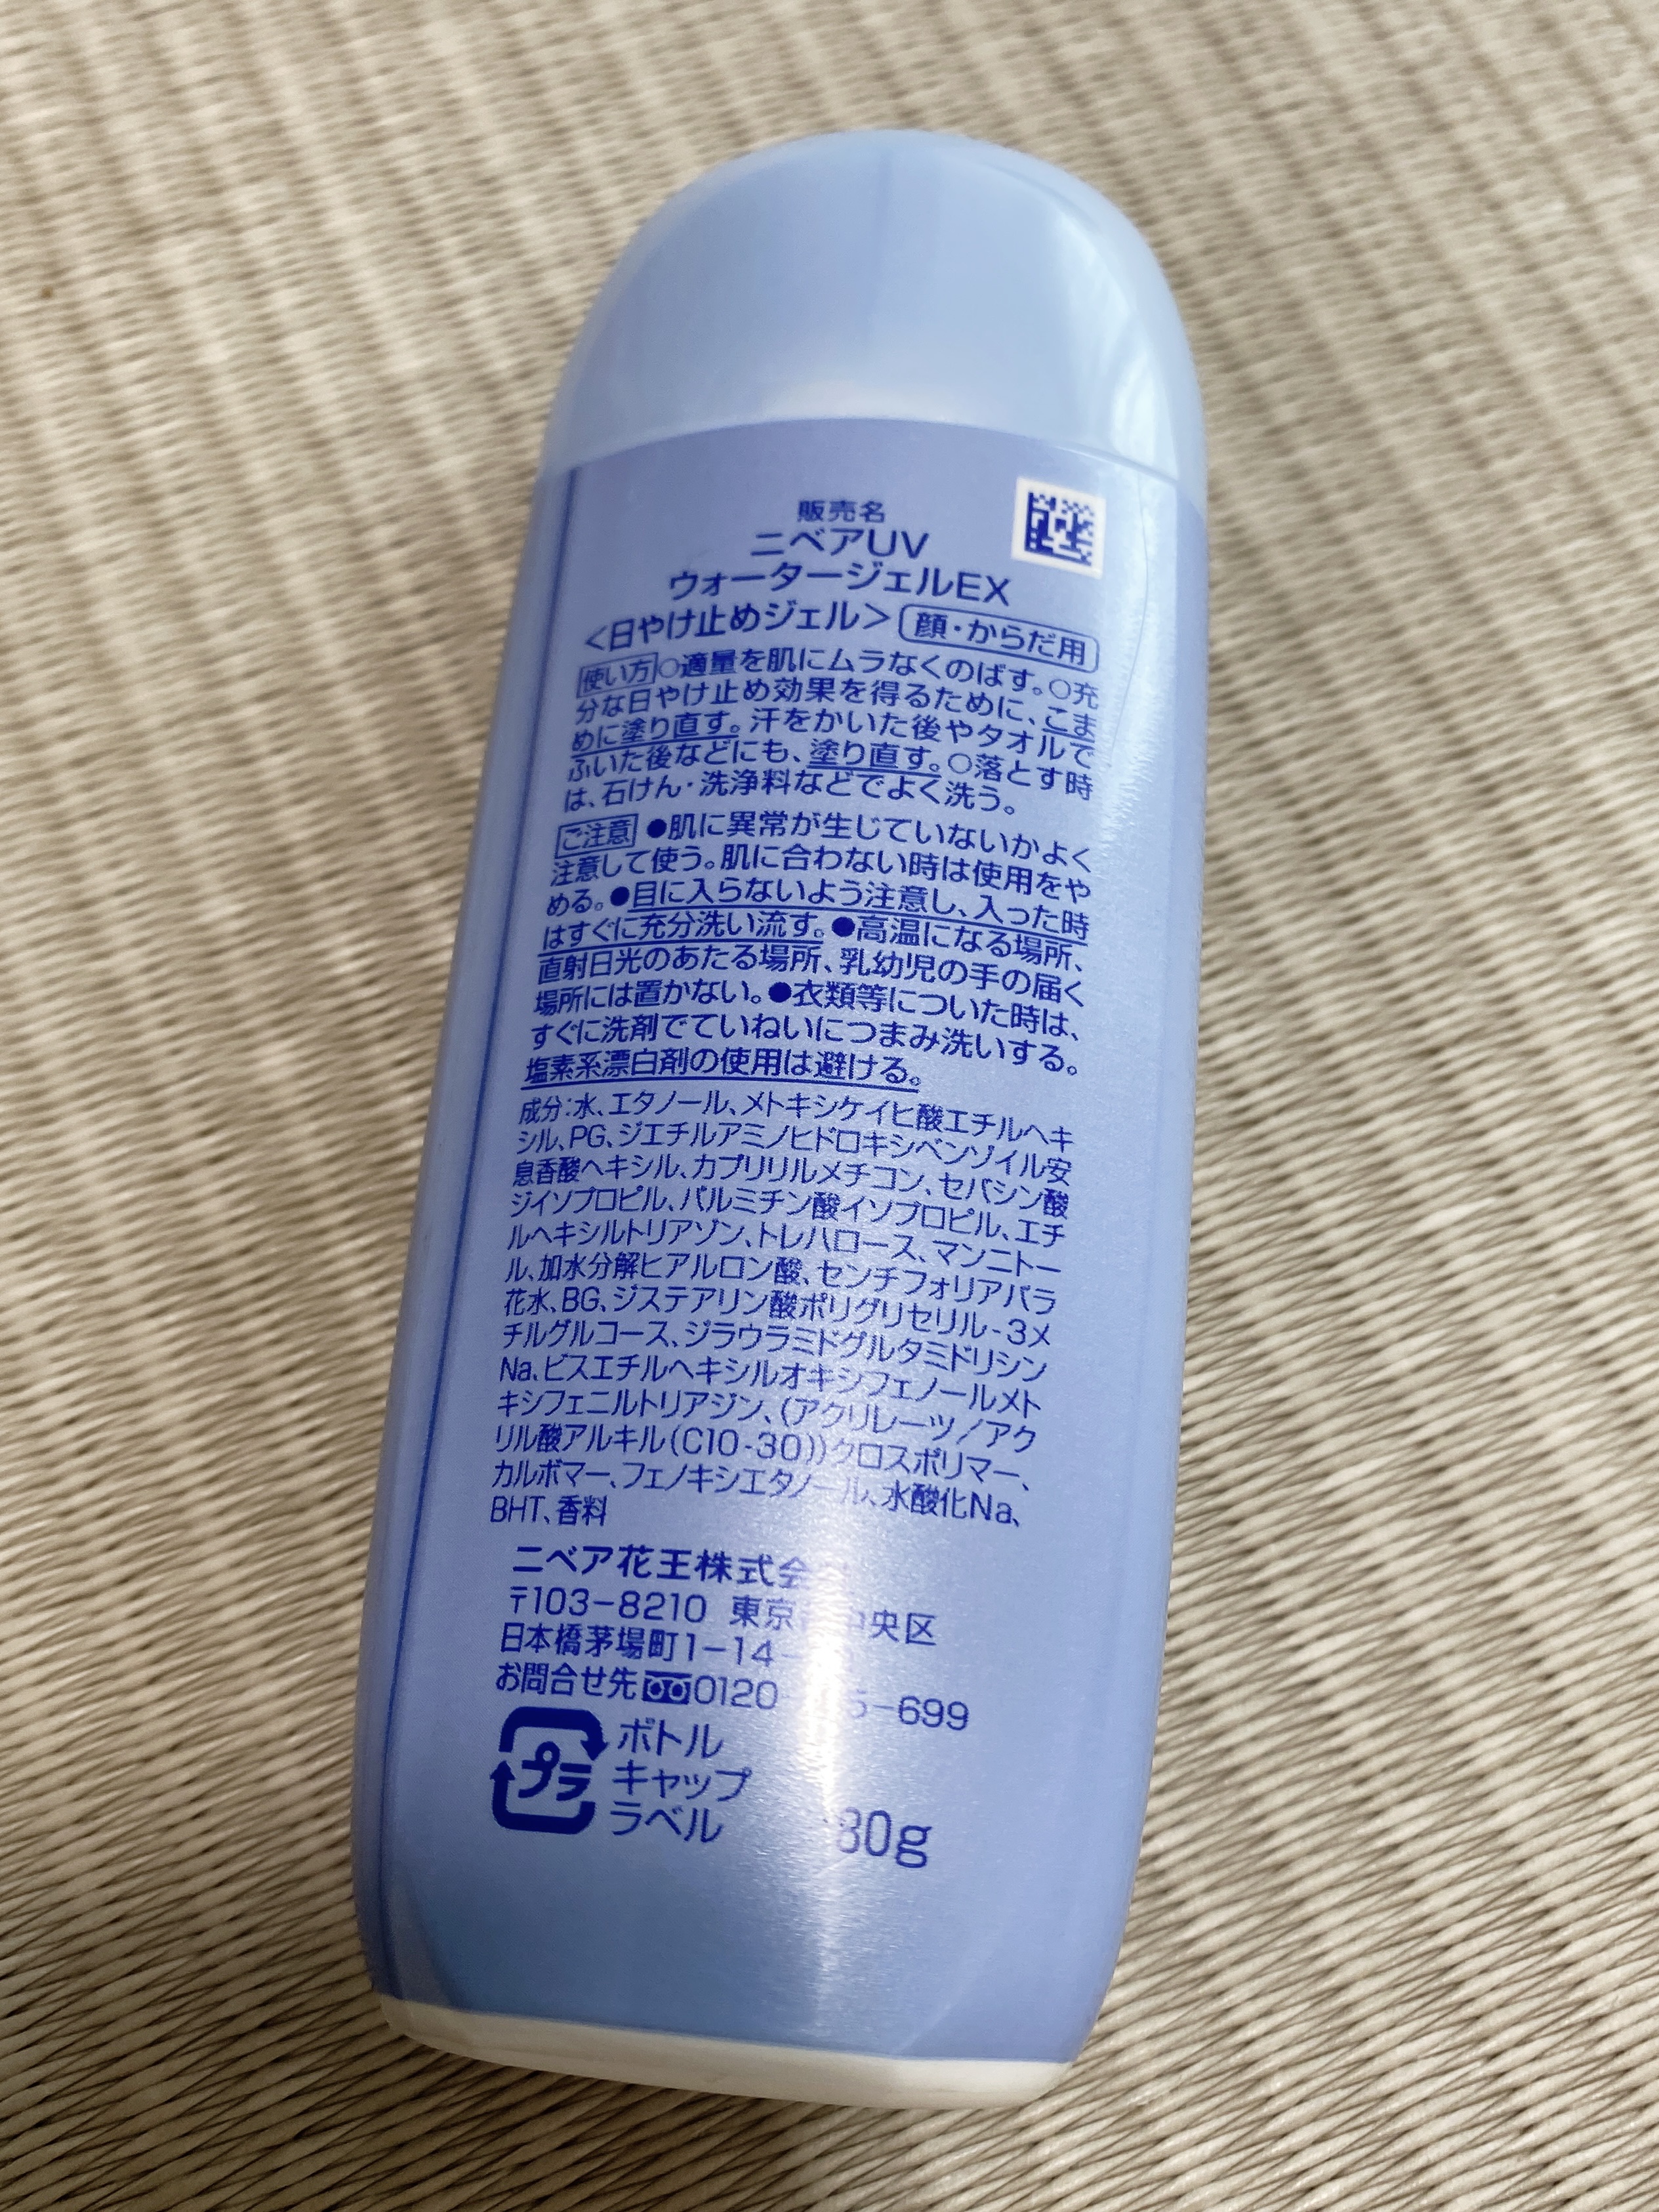 販売名
ニベアUV
ウォータージェルEX
<日やけ止めジェル> 顔・からだ用
使い方 ○適量を肌にムラなくのばす。○充
分な日やけ止め効果を得るために、こま
めに塗り直す。汗をかいた後やタオルで
ふいた後などにも、塗り直す。○落とす時
は、石けん・洗浄料などでよく洗う。
ご注意 ●肌に異常が生じていないかよく
注意して使う。肌に合わない時は使用をや
める。●目に入らないよう注意し、入った時
はすぐに充分洗い流す。●高温になる場所、
直射日光のあたる場所、乳幼児の手の届く
場所には置かない。●衣類等についた時は、
すぐに洗剤でていねいにつまみ洗いする。
塩素系漂白剤の使用は避ける。
成分:水、エタノール、メトキシケイヒ酸エチルヘキ
シル、PG、ジエチルアミノヒドロキシベンゾイル安
息香酸ヘキシル、カプリリルメチコン、セバシン酸
ジイソプロピル、パルミチン酸イソプロピル、エチ
ルヘキシルトリアゾン、トレハロース、マンニトー
ル、加水分解ヒアルロン酸、センチフォリアバラ
花水、BG、ジステアリン酸ポリグリセリル-3メ
チルグルコース、ジラウラミドグルタミドリシン
Na、ビスエチルヘキシルオキシフェノールメト
キシフェニルトリアジン、(アクリレーツ/アク
リル酸アルキル(C10-30))クロスポリマー、
カルボマー、フェノキシエタノール、水酸化Na、
BHT、香料
ニベア花王株式会
〒103-8210 東京 中央区
日本橋茅場町1-14-
お問合せ先 0120- 5-699
プラ
ボトル
キャップ
ラベル
80g